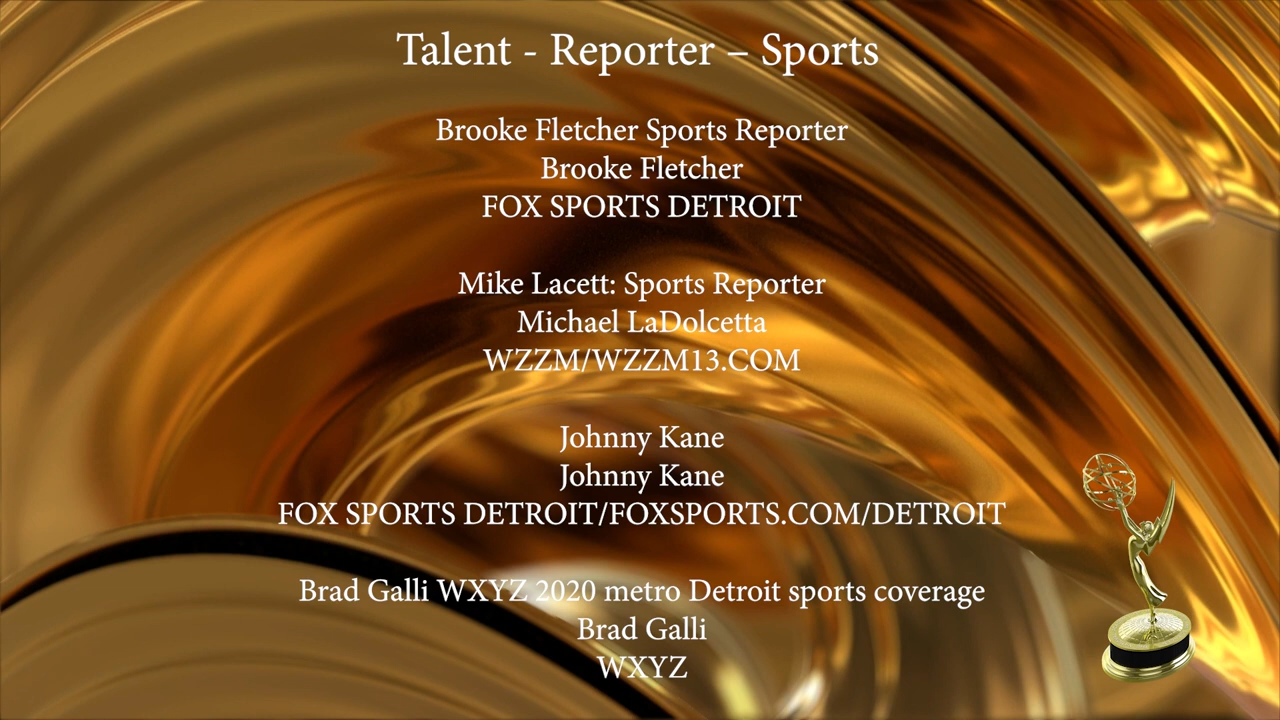 Talent - Reporter – Sports
Brooke Fletcher Sports Reporter
Brooke Fletcher
FOX SPORTS DETROIT
Mike Lacett: Sports Reporter
Michael LaDolcetta
WZZM/WZZM13.COM
Johnny Kane
Johnny Kane
FOX SPORTS DETROIT/FOXSPORTS.COM/DETROIT
Brad Galli WXYZ 2020 metro Detroit sports coverage
Brad Galli
WXYZ